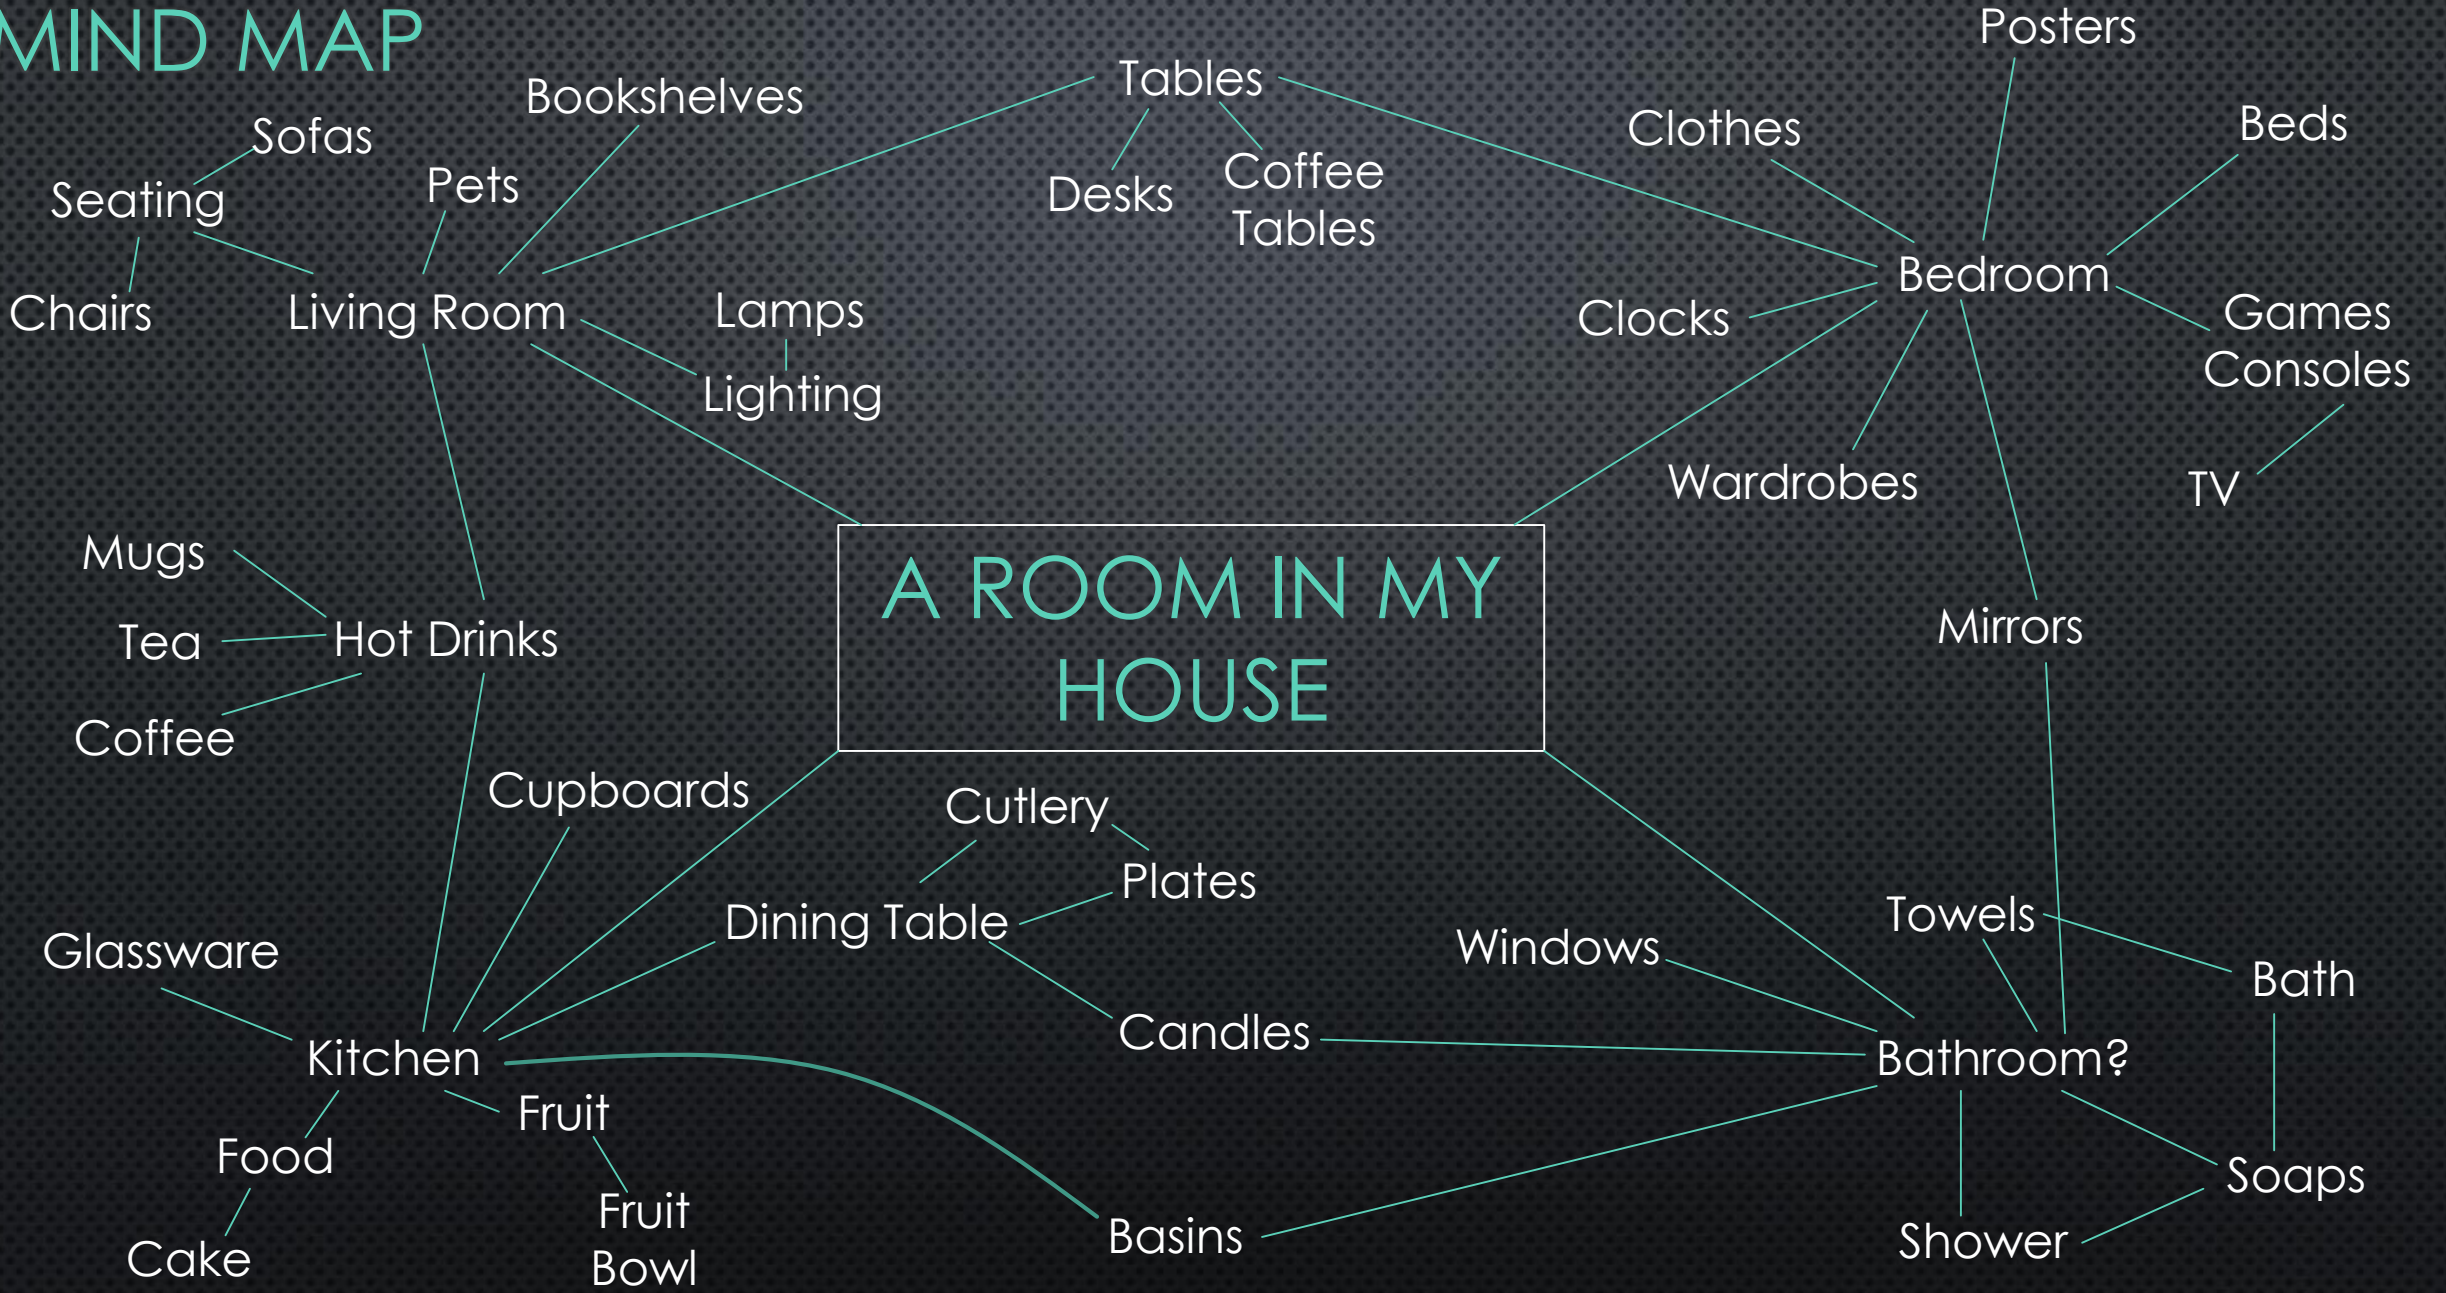 MIND MAP
Posters
Tables
Bookshelves
Sofas
Clothes
Beds
Pets
Seating
Desks
Coffee
Tables
Bedroom
Chairs
Living Room
Lamps
Clocks
Games
Consoles
Lighting
Wardrobes
TV
Mugs
A ROOM IN MY
HOUSE
Tea
Hot Drinks
Mirrors
Coffee
Cupboards
Cutlery
Plates
Dining Table
Towels
Glassware
Windows
Bath
Candles
Kitchen
Bathroom?
Fruit
Food
Soaps
Fruit
Bowl
Basins
Shower
Cake